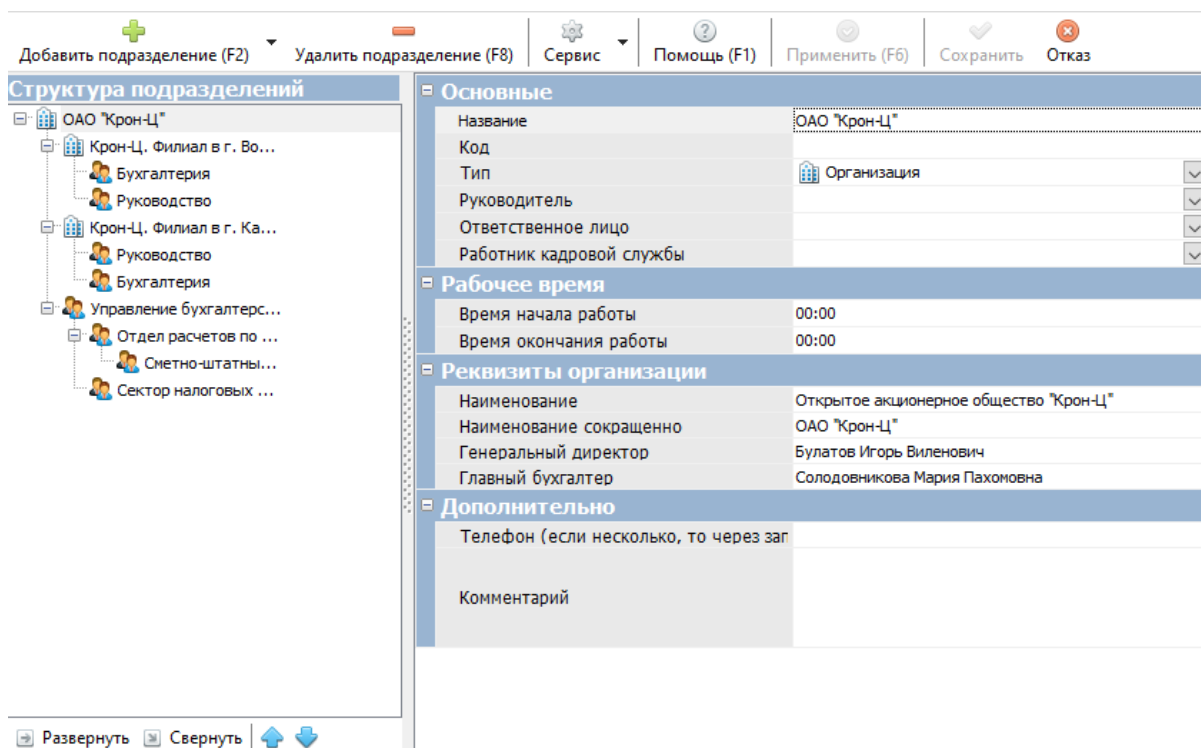 Добавить подразделение (F2) Удалить подразделение (F8) Сервис Помощь (F1) Применить (F6) Сохранить Отказ
Структура подразделений
ОАО "Крон-Ц"
Крон-Ц. Филиал в г. Во...
Бухгалтерия
Руководство
Крон-Ц. Филиал в г. Ка...
Руководство
Бухгалтерия
Управление бухгалтерс...
Отдел расчетов по ...
Сметно-штатны...
Сектор налоговых ...
Развернуть Свернуть
Основные
Название ОАО "Крон-Ц"
Код
Тип Организация
Руководитель
Ответственное лицо
Работник кадровой службы
Рабочее время
Время начала работы 00:00
Время окончания работы 00:00
Реквизиты организации
Наименование Открытое акционерное общество "Крон-Ц"
Наименование сокращенно ОАО "Крон-Ц"
Генеральный директор Булатов Игорь Виленович
Главный бухгалтер Солодовникова Мария Пахомовна
Дополнительно
Телефон (если несколько, то через зап
Комментарий